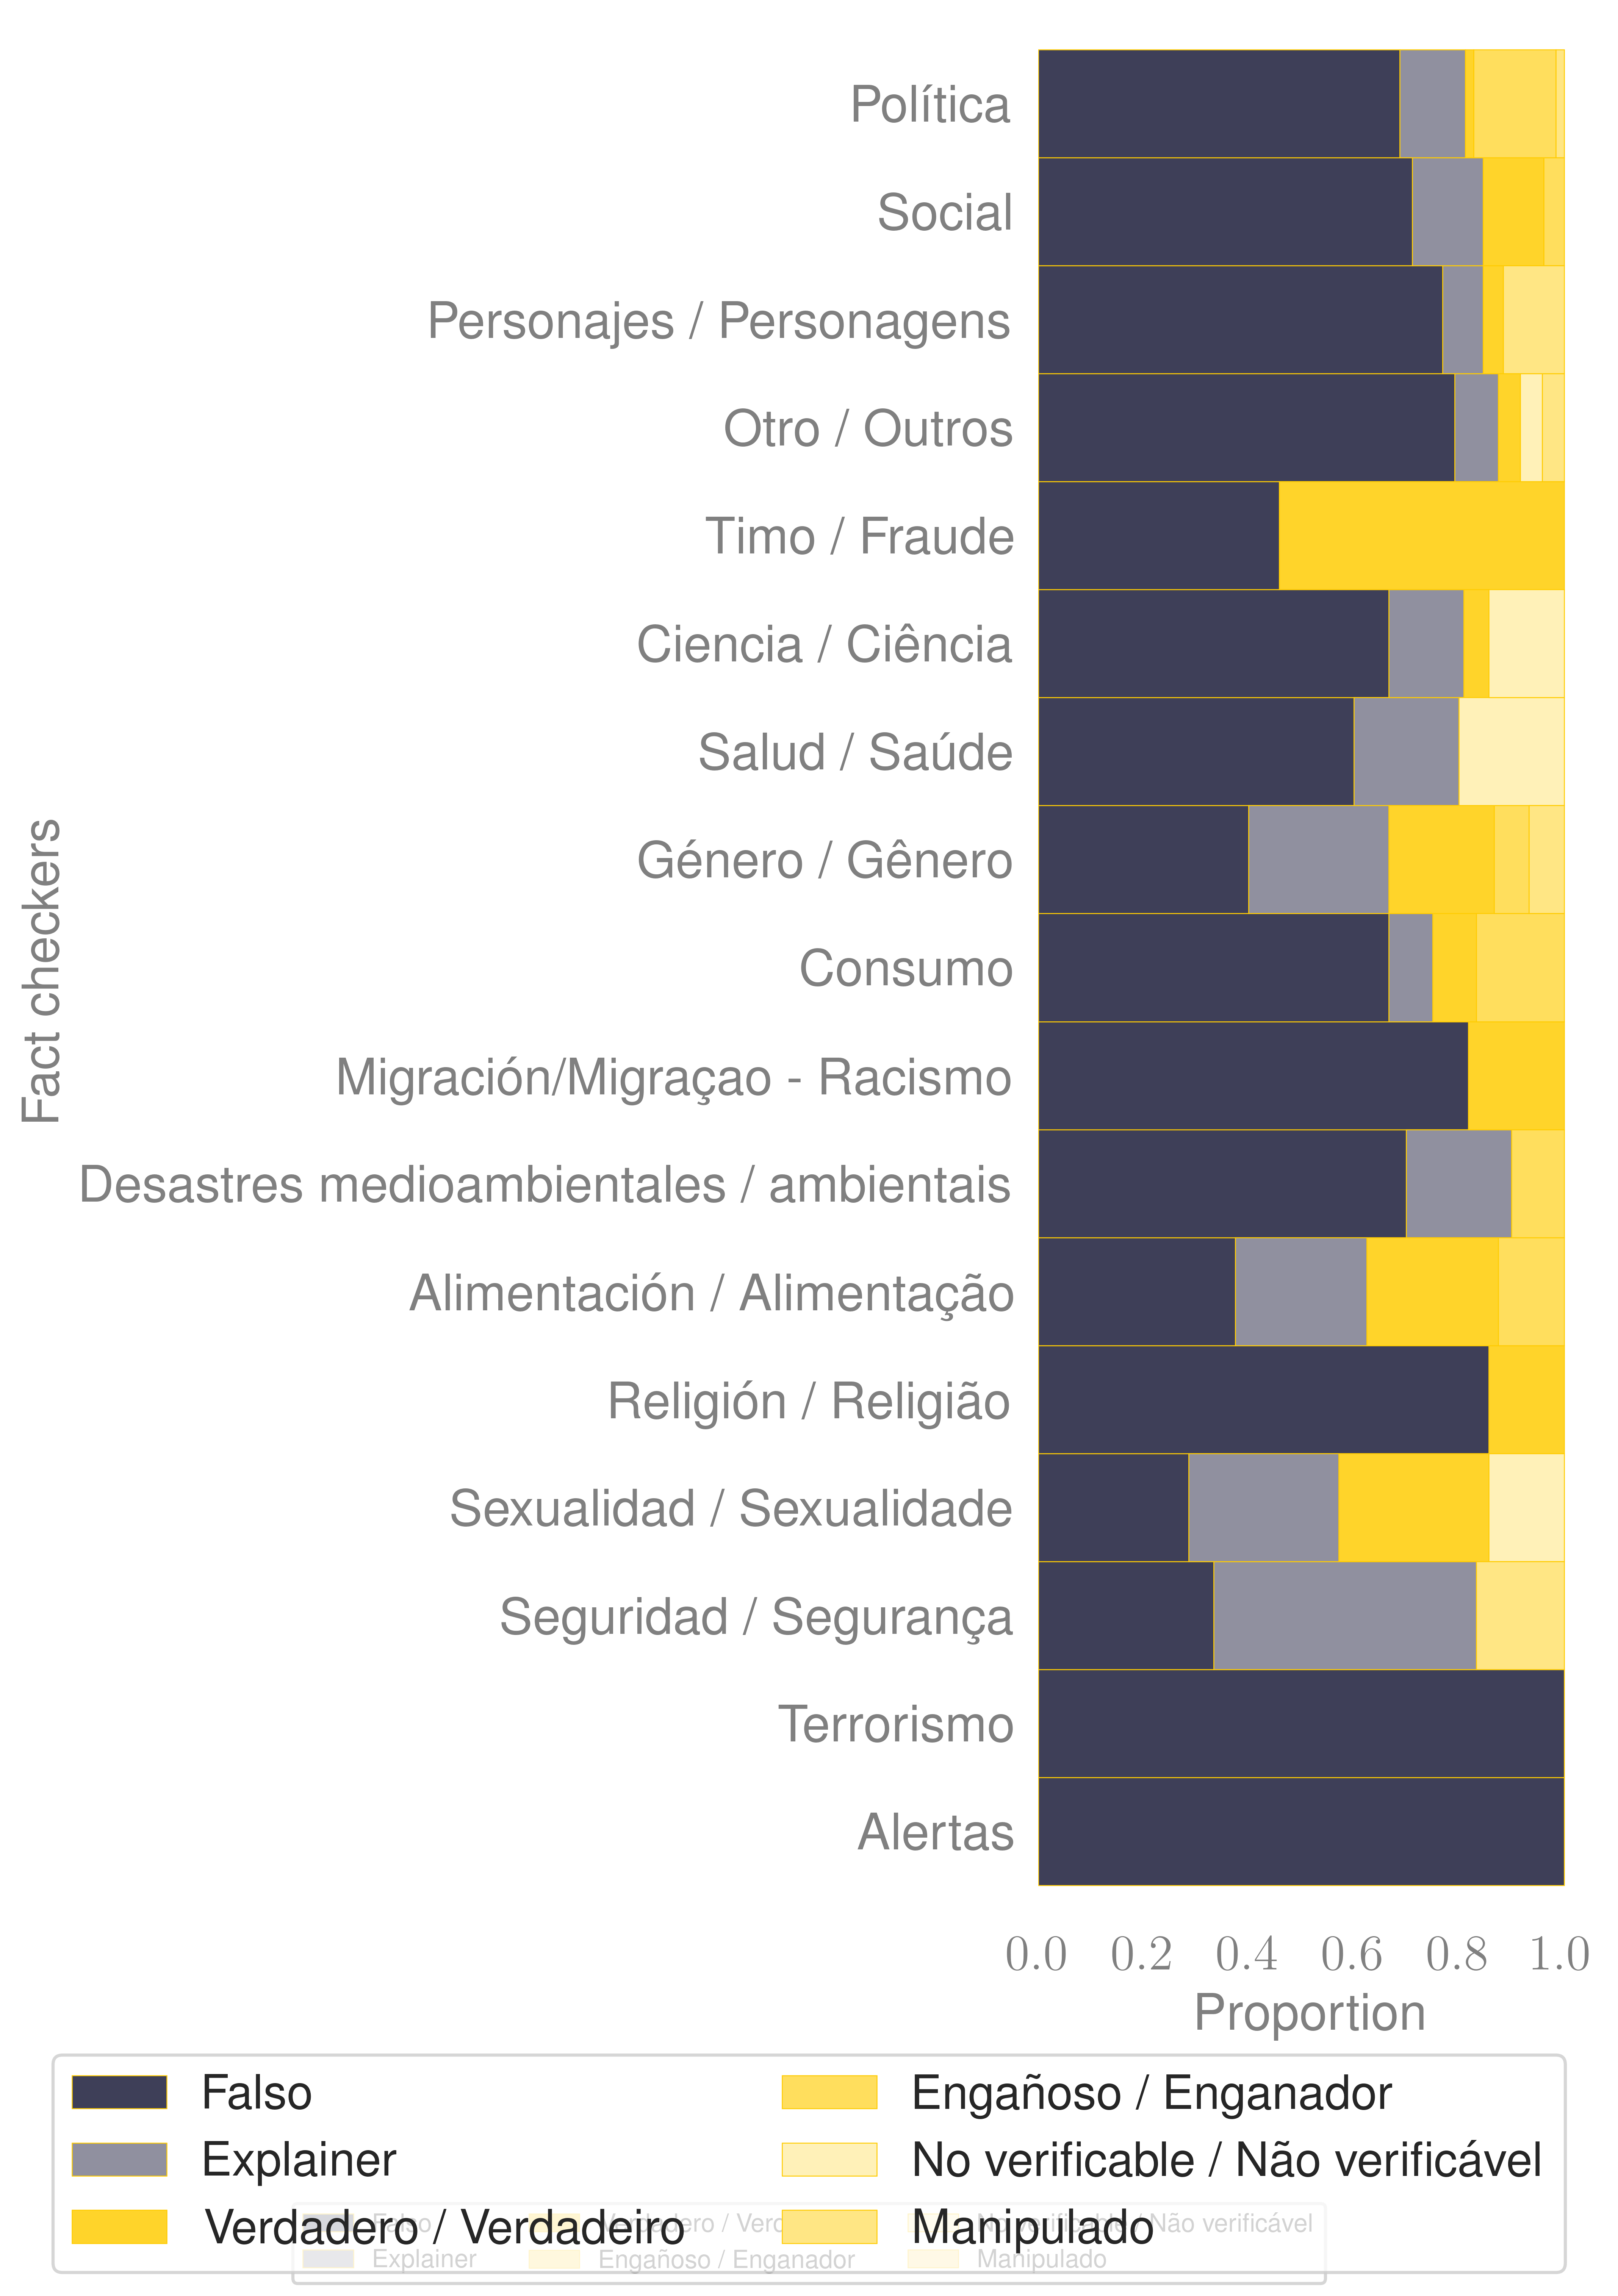 Política
Social
Personajes / Personagens
Otro / Outros
Timo / Fraude
Ciencia / Ciência
Salud / Saúde
Género / Gênero
Consumo
Migración/Migraçao - Racismo
Desastres medioambientales / ambientais
Alimentación / Alimentação
Religión / Religião
Sexualidad / Sexualidade
Seguridad / Segurança
Terrorismo
Alertas
Fact checkers
0.0 0.2 0.4 0.6 0.8 1.0
Proportion
Falso
Explainer
Verdadero / Verdadeiro
Engañoso / Enganador
No verificable / Não verificável
Manipulado
Falso
Explainer
Engañoso / Enganador
Não verificável
Manipulado